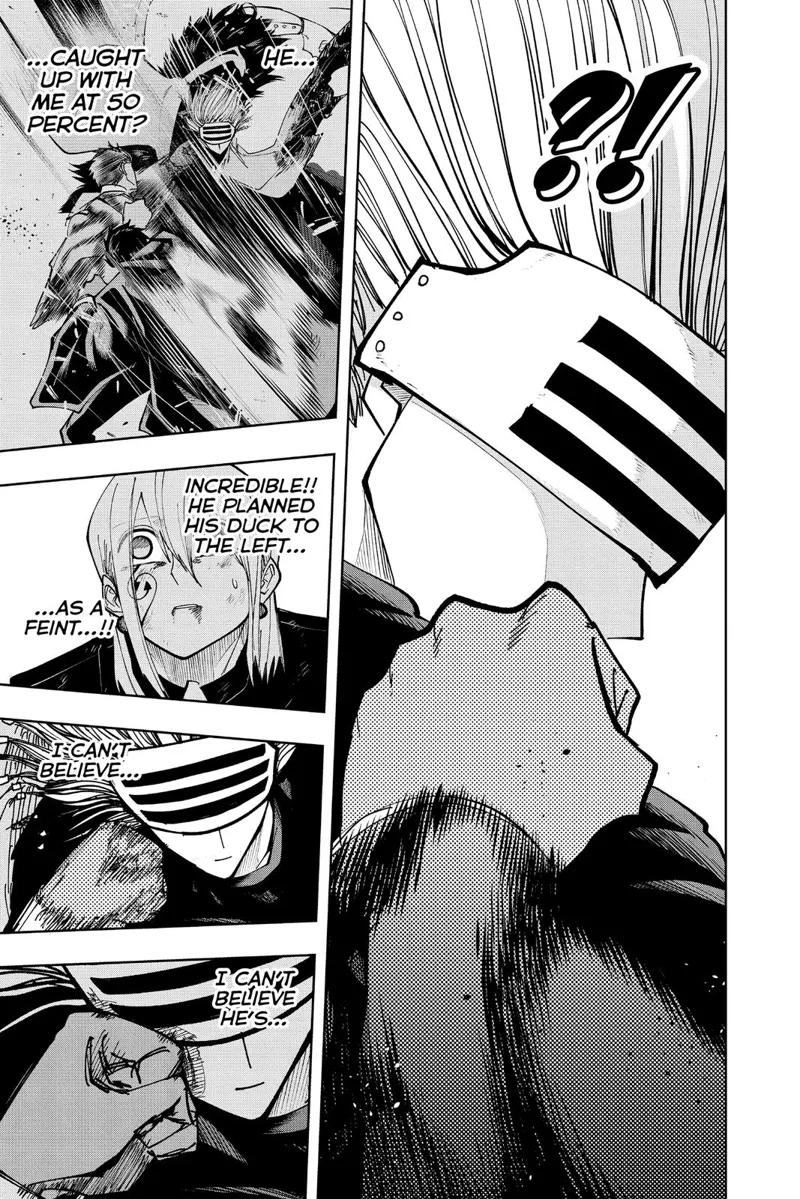 ?!
HE...
...CAUGHT
UP WITH
ME AT 50
PERCENT?
INCREDIBLE!!
HE PLANNED
HIS DUCK TO
THE LEFT...
...AS A
FEINT...!!
I CAN'T
BELIEVE...
I CAN'T
BELIEVE
HE'S...